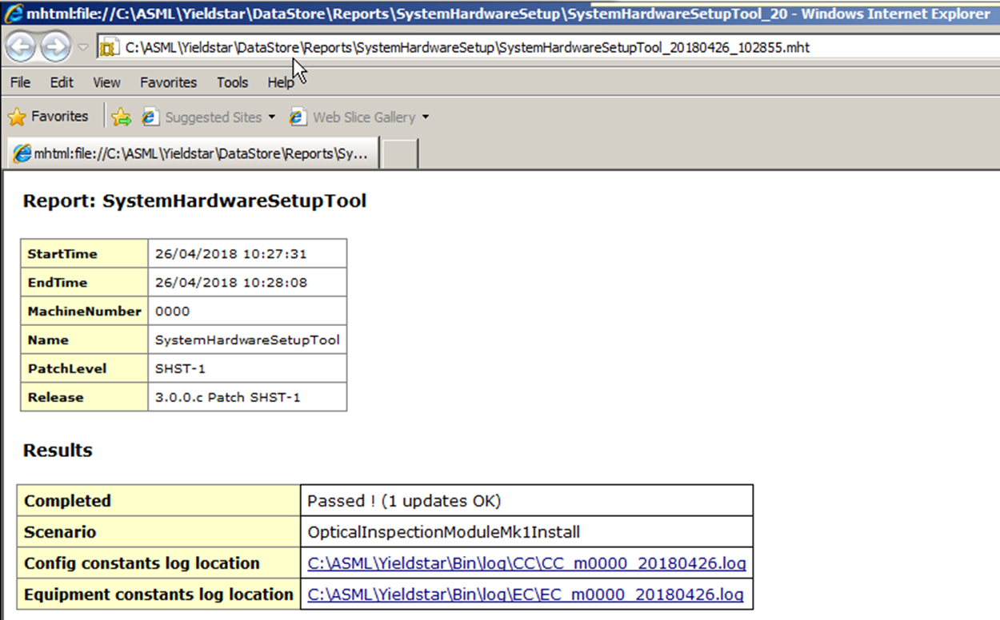 mhtml:file://C:\ASML\Yieldstar\DataStore\Reports\SystemHardwareSetup\SystemHardwareSetupTool_20 - Windows Internet Explorer
C:\ASML\Yieldstar\DataStore\Reports\SystemHardwareSetup\SystemHardwareSetupTool_20180426_102855.mht
File Edit View Favorites Tools Help
Favorites Suggested Sites Web Slice Gallery
mhtml:file://C:\ASML\Yieldstar\DataStore\Reports\Sy...
Report: SystemHardwareSetupTool
StartTime 26/04/2018 10:27:31
EndTime 26/04/2018 10:28:08
MachineNumber 0000
Name SystemHardwareSetupTool
PatchLevel SHST-1
Release 3.0.0.c Patch SHST-1
Results
Completed Passed ! (1 updates OK)
Scenario OpticalInspectionModuleMk1Install
Config constants log location C:\ASML\Yieldstar\Bin\log\CC\CC_m0000_20180426.log
Equipment constants log location C:\ASML\Yieldstar\Bin\log\EC\EC_m0000_20180426.log